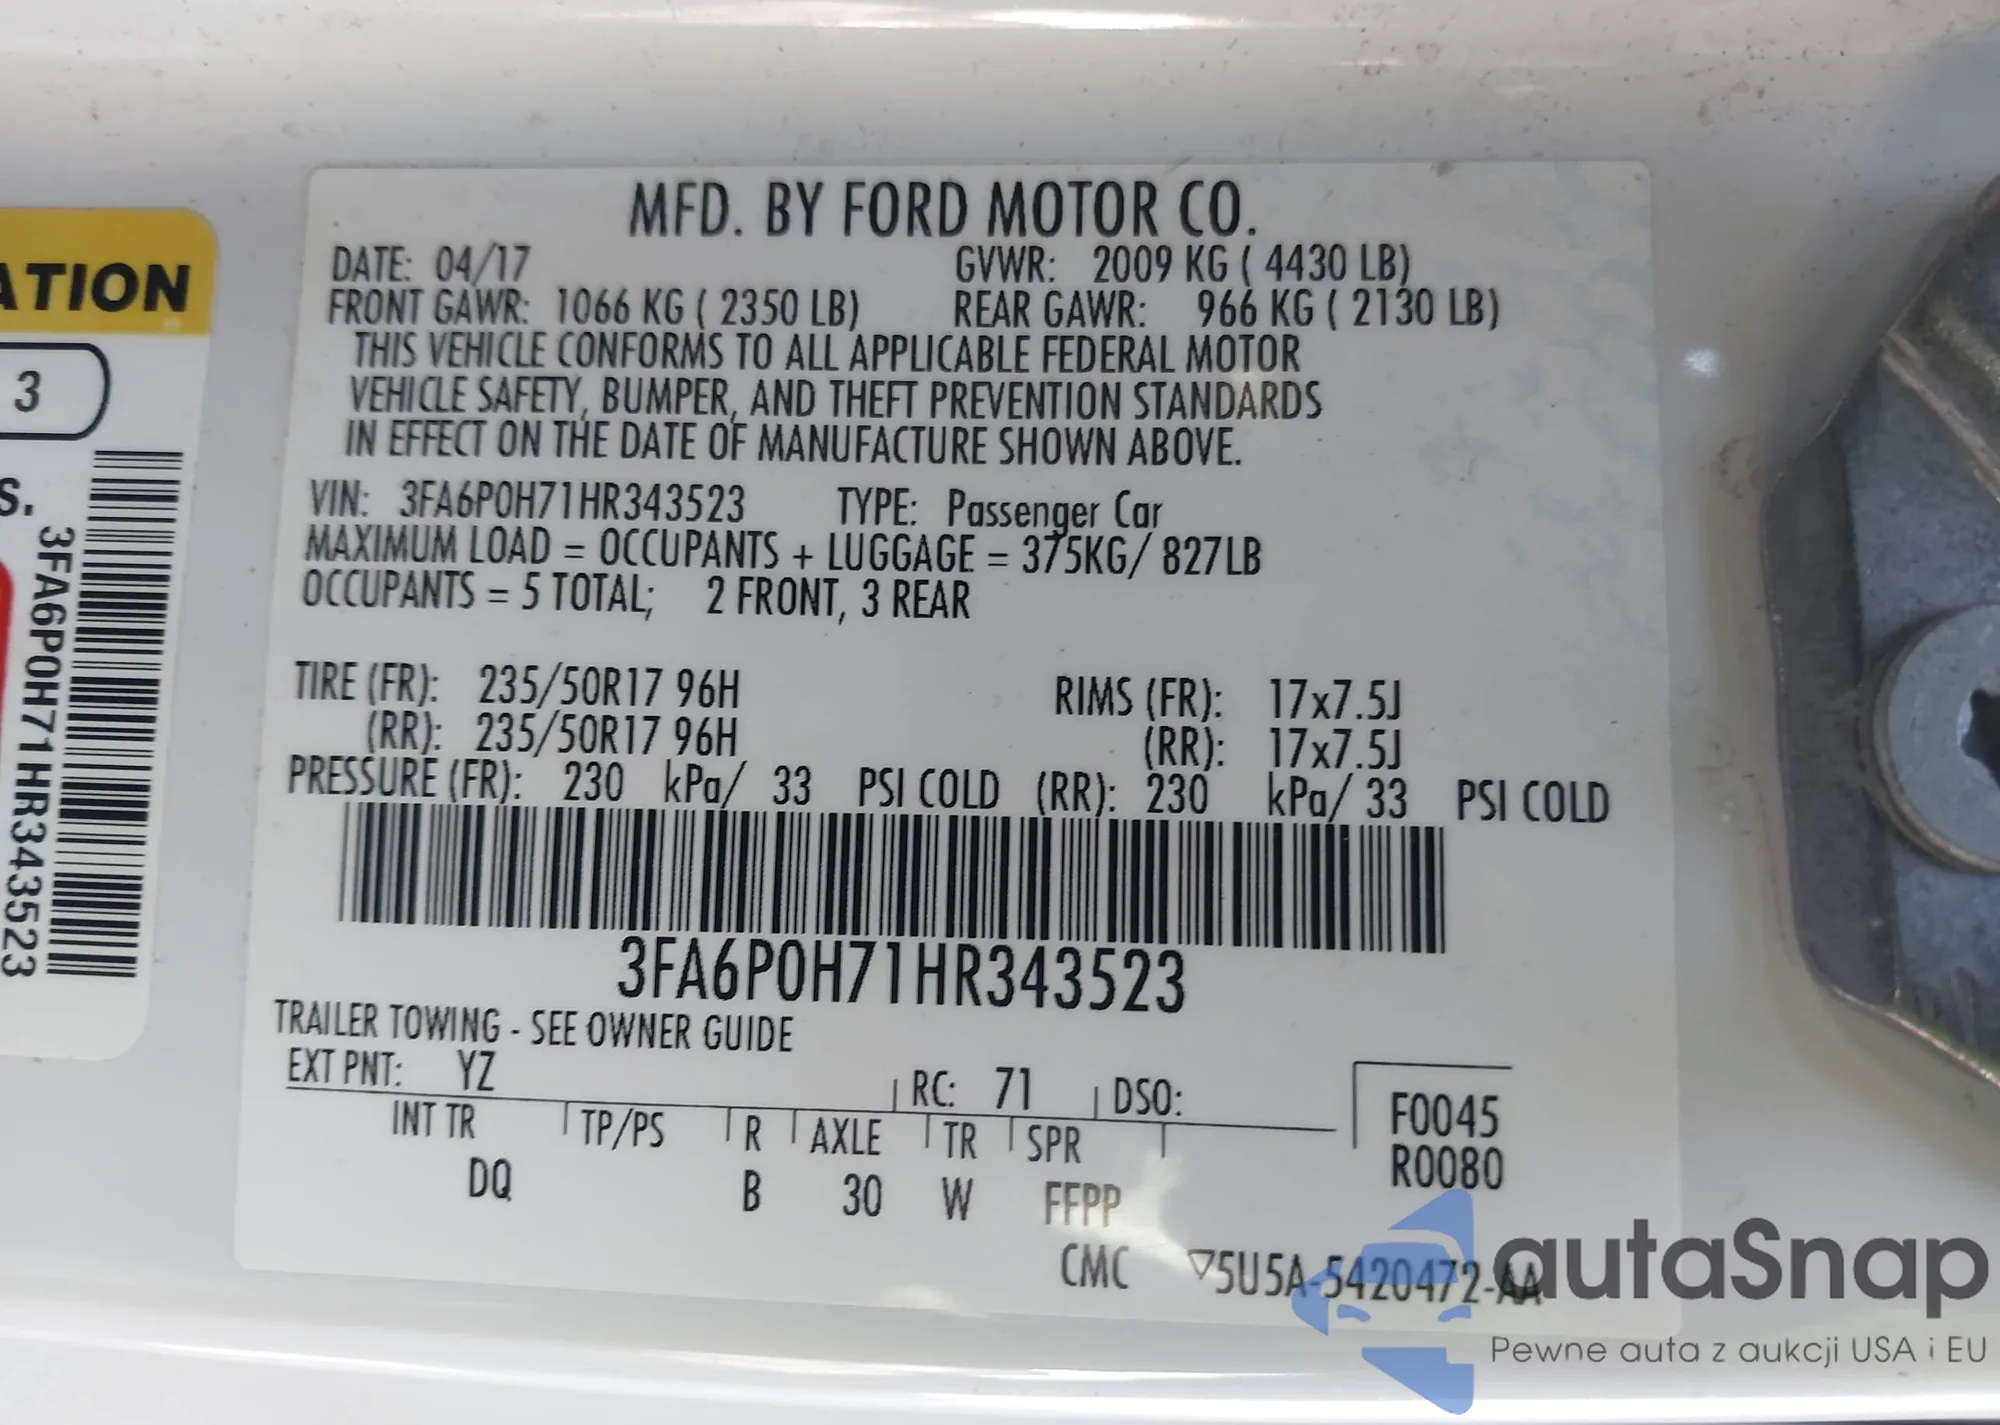 ATION
3
S.
3FA6P0H71HR343523
MFD. BY FORD MOTOR CO.
DATE: 04/17 GVWR: 2009 KG ( 4430 LB)
FRONT GAWR: 1066 KG ( 2350 LB) REAR GAWR: 966 KG ( 2130 LB)
THIS VEHICLE CONFORMS TO ALL APPLICABLE FEDERAL MOTOR
VEHICLE SAFETY, BUMPER, AND THEFT PREVENTION STANDARDS
IN EFFECT ON THE DATE OF MANUFACTURE SHOWN ABOVE.
VIN: 3FA6P0H71HR343523 TYPE: Passenger Car
MAXIMUM LOAD = OCCUPANTS + LUGGAGE = 375KG/ 827LB
OCCUPANTS = 5 TOTAL; 2 FRONT, 3 REAR
TIRE (FR): 235/50R17 96H RIMS (FR): 17x7.5J
(RR): 235/50R17 96H (RR): 17x7.5J
PRESSURE (FR): 230 kPa/ 33 PSI COLD (RR): 230 kPa/ 33 PSI COLD
3FA6P0H71HR343523
TRAILER TOWING - SEE OWNER GUIDE
EXT PNT: YZ RC: 71 DSO:
INT TR TP/PS R AXLE TR SPR F0045
DQ B 30 W FFPP R0080
CMC ▽5U5A-5420472-AA
autaSnap
Pewne auta z aukcji USA i EU